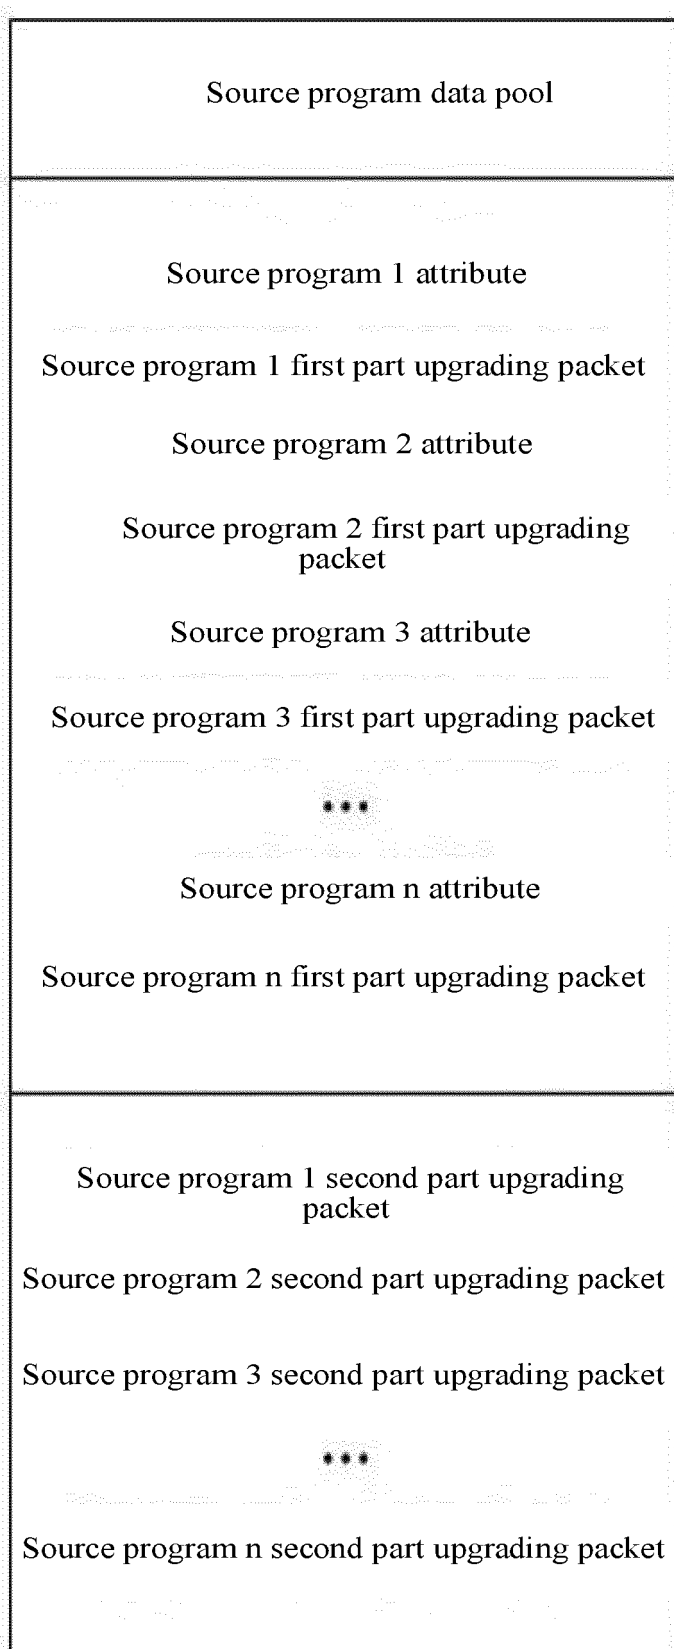 Source program data pool
Source program 1 attribute
Source program 1 first part upgrading packet
Source program 2 attribute
Source program 2 first part upgrading
packet
Source program 3 attribute
Source program 3 first part upgrading packet
•••
Source program n attribute
Source program n first part upgrading packet
Source program 1 second part upgrading
packet
Source program 2 second part upgrading packet
Source program 3 second part upgrading packet
•••
Source program n second part upgrading packet